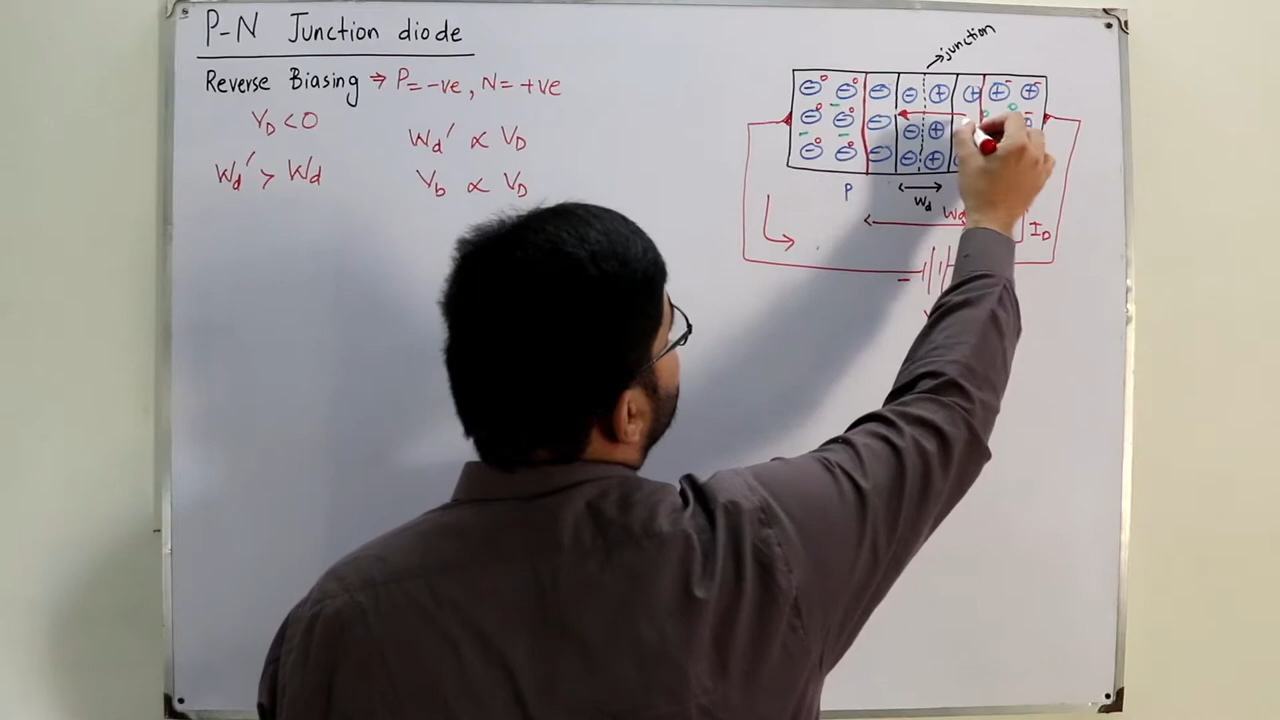 P-N Junction diode
Reverse Biasing ⇒ P=-ve, N=+ve
V_D < 0
W_d' > W_d
W_d' ∝ V_D
V_b ∝ V_D
junction
P
W_d
I_D
-